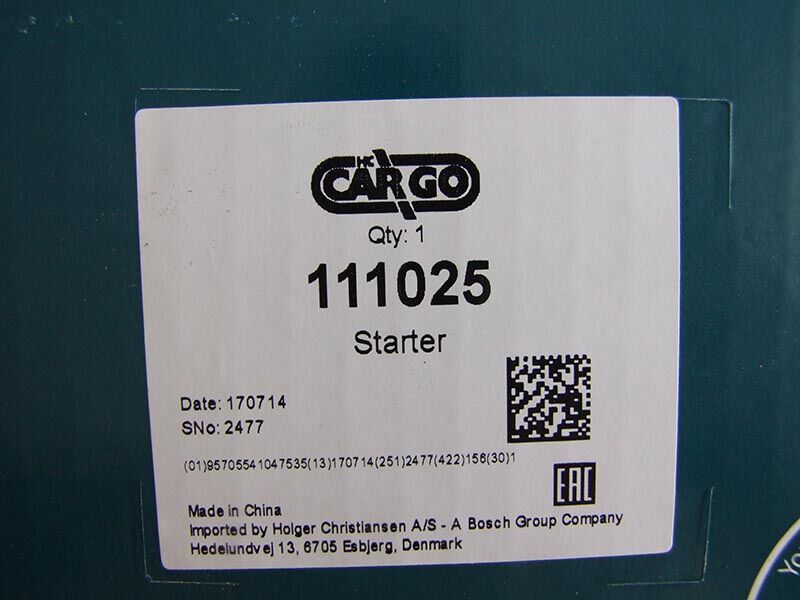 HC
CARGO
Qty: 1
111025
Starter
Date: 170714
SNo: 2477
(01)95705541047535(13)170714(251)2477(422)156(30)1
EAC
Made in China
Imported by Holger Christiansen A/S - A Bosch Group Company
Hedelundvej 13, 6705 Esbjerg, Denmark